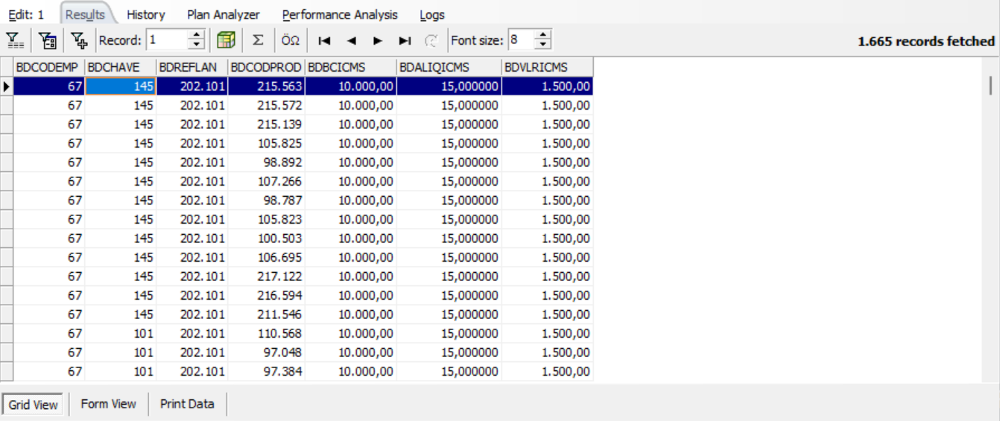 Edit: 1 Results History Plan Analyzer Performance Analysis Logs
Record: 1 Σ ÖΩ Font size: 8 1.665 records fetched
BDCODEMP BDCHAVE BDREFLAN BDCODPROD BDBCICMS BDALIQICMS BDVLRICMS
67 145 202.101 215.563 10.000,00 15,000000 1.500,00
67 145 202.101 215.572 10.000,00 15,000000 1.500,00
67 145 202.101 215.139 10.000,00 15,000000 1.500,00
67 145 202.101 105.825 10.000,00 15,000000 1.500,00
67 145 202.101 98.892 10.000,00 15,000000 1.500,00
67 145 202.101 107.266 10.000,00 15,000000 1.500,00
67 145 202.101 98.787 10.000,00 15,000000 1.500,00
67 145 202.101 105.823 10.000,00 15,000000 1.500,00
67 145 202.101 100.503 10.000,00 15,000000 1.500,00
67 145 202.101 106.695 10.000,00 15,000000 1.500,00
67 145 202.101 217.122 10.000,00 15,000000 1.500,00
67 145 202.101 216.594 10.000,00 15,000000 1.500,00
67 145 202.101 211.546 10.000,00 15,000000 1.500,00
67 101 202.101 110.568 10.000,00 15,000000 1.500,00
67 101 202.101 97.048 10.000,00 15,000000 1.500,00
67 101 202.101 97.384 10.000,00 15,000000 1.500,00
Grid View Form View Print Data